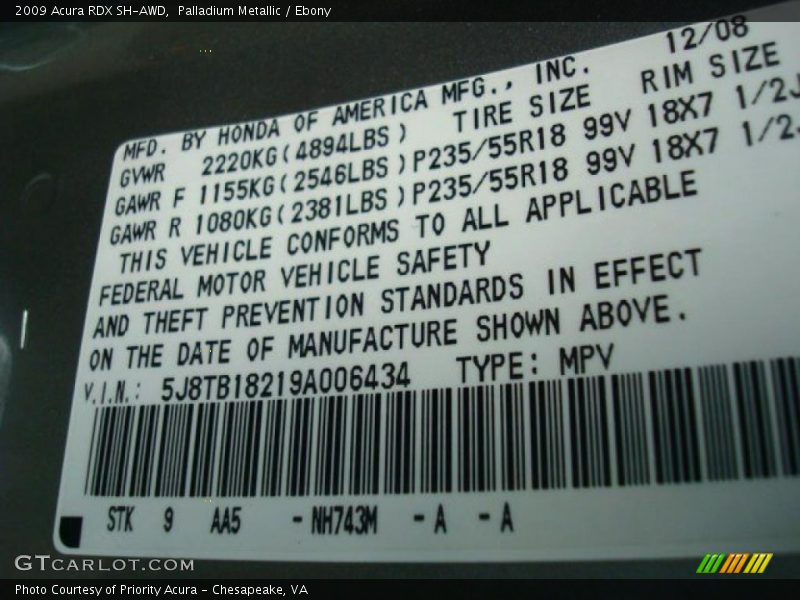 2009 Acura RDX SH-AWD, Palladium Metallic / Ebony
12/08
MFD. BY HONDA OF AMERICA MFG., INC.
GVWR 2220KG(4894LBS) TIRE SIZE RIM SIZE
GAWR F 1155KG(2546LBS)P235/55R18 99V 18X7 1/2J
GAWR R 1080KG(2381LBS)P235/55R18 99V 18X7 1/2J
THIS VEHICLE CONFORMS TO ALL APPLICABLE
FEDERAL MOTOR VEHICLE SAFETY
AND THEFT PREVENTION STANDARDS IN EFFECT
ON THE DATE OF MANUFACTURE SHOWN ABOVE.
V.I.N.: 5J8TB18219A006434 TYPE: MPV
STK 9 AA5 -NH743M -A -A
GTCARLOT.COM
Photo Courtesy of Priority Acura - Chesapeake, VA